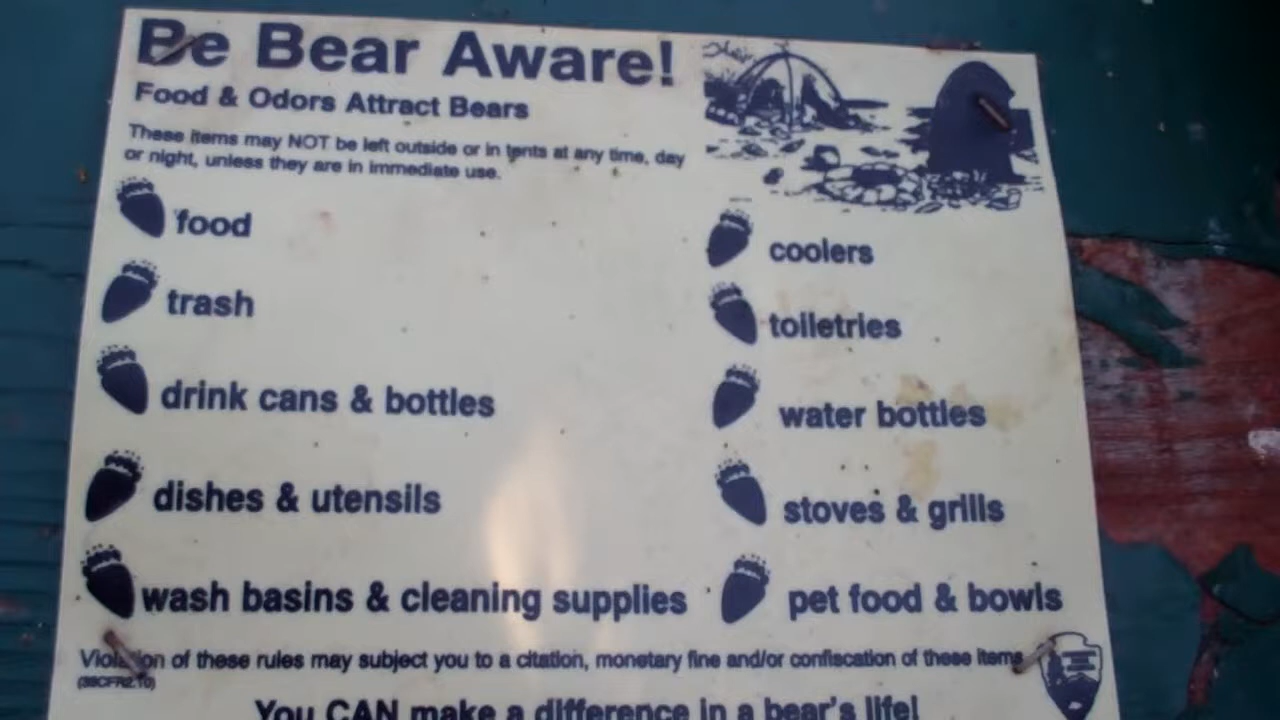 Be Bear Aware!
Food & Odors Attract Bears
These items may NOT be left outside or in tents at any time, day
or night, unless they are in immediate use.
food
trash
drink cans & bottles
dishes & utensils
wash basins & cleaning supplies
coolers
toiletries
water bottles
stoves & grills
pet food & bowls
Violation of these rules may subject you to a citation, monetary fine and/or confiscation of these items
(36CFR2.10)
You CAN make a difference in a bear's life!